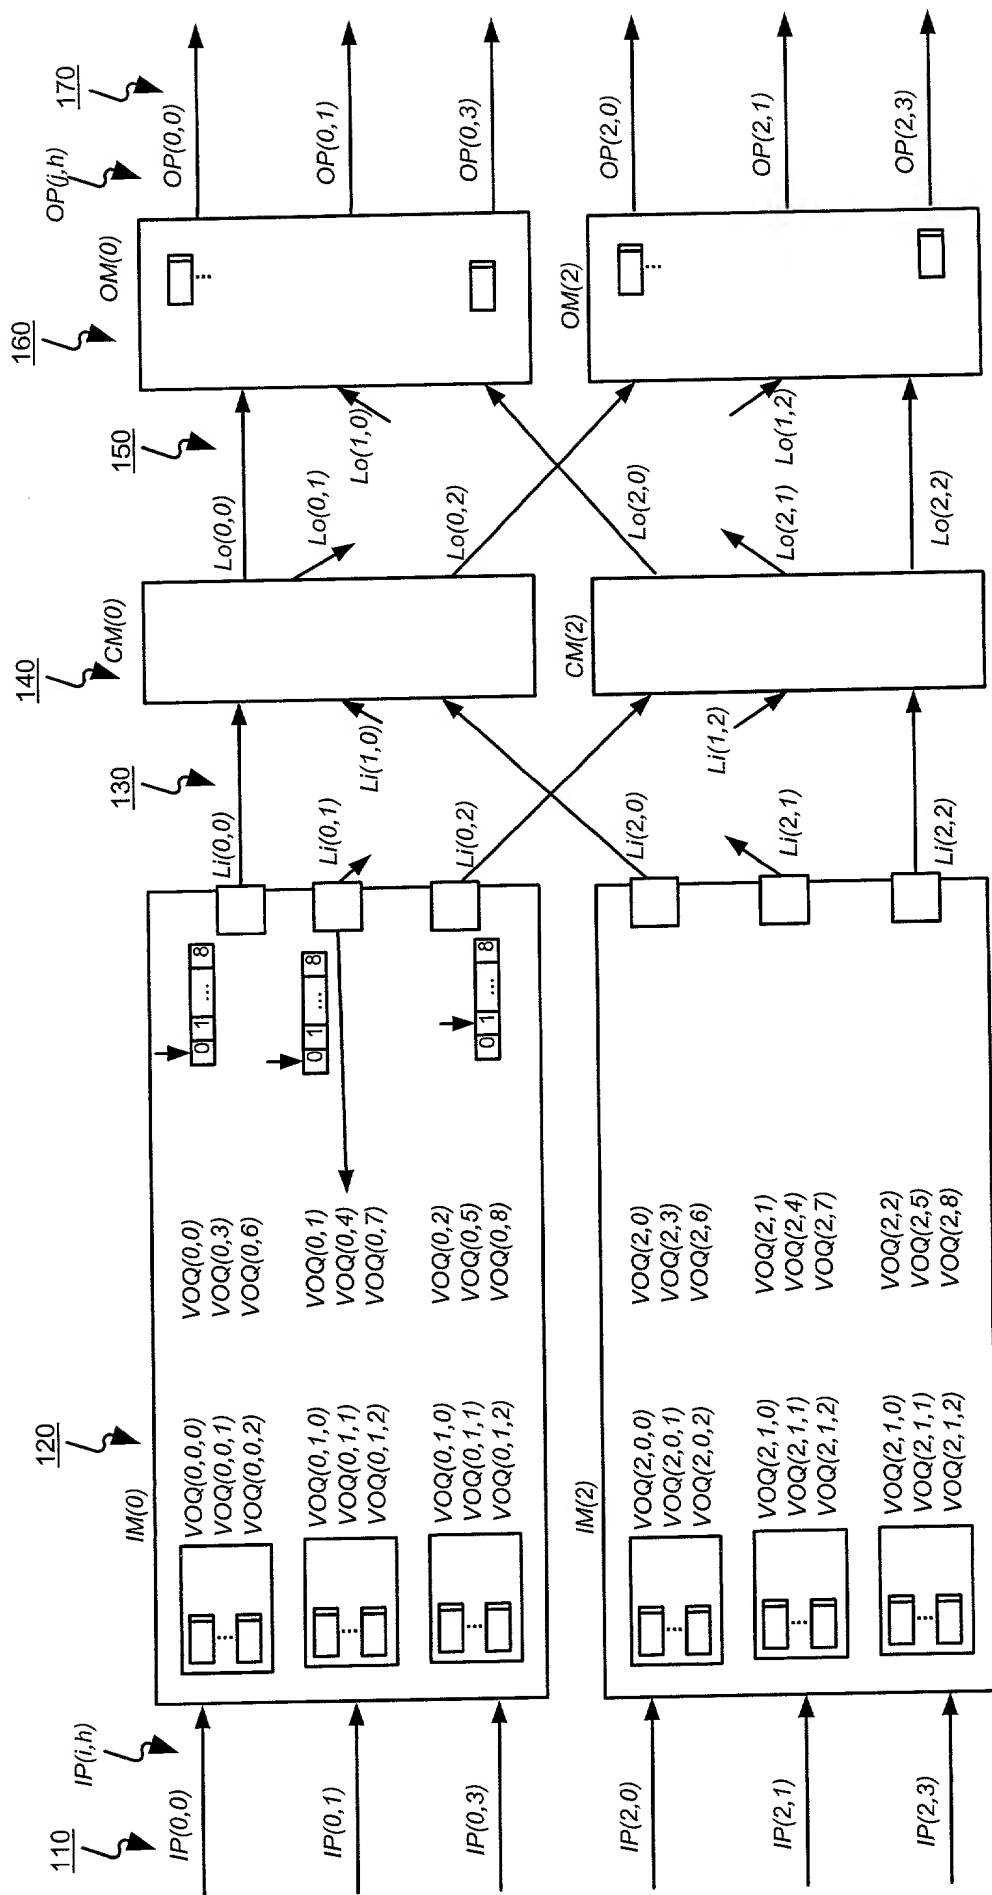 110
IP(i,h)
120
130
140
150
160
OP(j,h)
170
IM(0)
CM(0)
OM(0)
IP(0,0)
IP(0,1)
IP(0,3)
VOQ(0,0,0)
VOQ(0,0,1)
VOQ(0,0,2)
VOQ(0,1,0)
VOQ(0,1,1)
VOQ(0,1,2)
VOQ(0,1,0)
VOQ(0,1,1)
VOQ(0,1,2)
VOQ(0,0)
VOQ(0,3)
VOQ(0,6)
VOQ(0,1)
VOQ(0,4)
VOQ(0,7)
VOQ(0,2)
VOQ(0,5)
VOQ(0,8)
0 1 ... 8
0 1 ... 8
0 1 ... 8
Li(0,0)
Li(0,1)
Li(0,2)
Li(1,0)
Lo(0,0)
Lo(0,1)
Lo(0,2)
Lo(1,0)
OP(0,0)
OP(0,1)
OP(0,3)
IM(2)
CM(2)
OM(2)
IP(2,0)
IP(2,1)
IP(2,3)
VOQ(2,0,0)
VOQ(2,0,1)
VOQ(2,0,2)
VOQ(2,1,0)
VOQ(2,1,1)
VOQ(2,1,2)
VOQ(2,1,0)
VOQ(2,1,1)
VOQ(2,1,2)
VOQ(2,0)
VOQ(2,3)
VOQ(2,6)
VOQ(2,1)
VOQ(2,4)
VOQ(2,7)
VOQ(2,2)
VOQ(2,5)
VOQ(2,8)
Li(2,0)
Li(2,1)
Li(2,2)
Li(1,2)
Lo(2,0)
Lo(2,1)
Lo(2,2)
Lo(1,2)
OP(2,0)
OP(2,1)
OP(2,3)